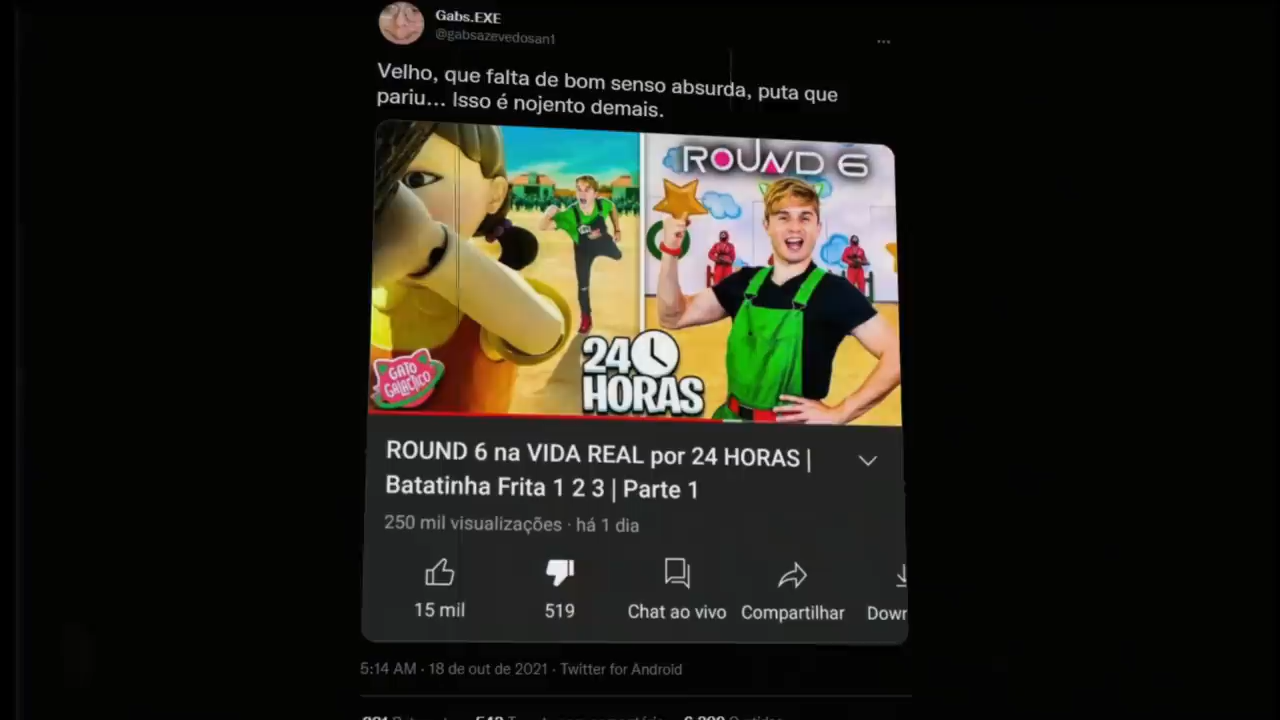 Gabs.EXE
@gabsazevedosan1
Velho, que falta de bom senso absurda, puta que
pariu... Isso é nojento demais.
ROUND 6
24
HORAS
GATO
GALÁCTICO
ROUND 6 na VIDA REAL por 24 HORAS |
Batatinha Frita 1 2 3 | Parte 1
250 mil visualizações · há 1 dia
15 mil
519
Chat ao vivo
Compartilhar
Down
5:14 AM · 18 de out de 2021 · Twitter for Android